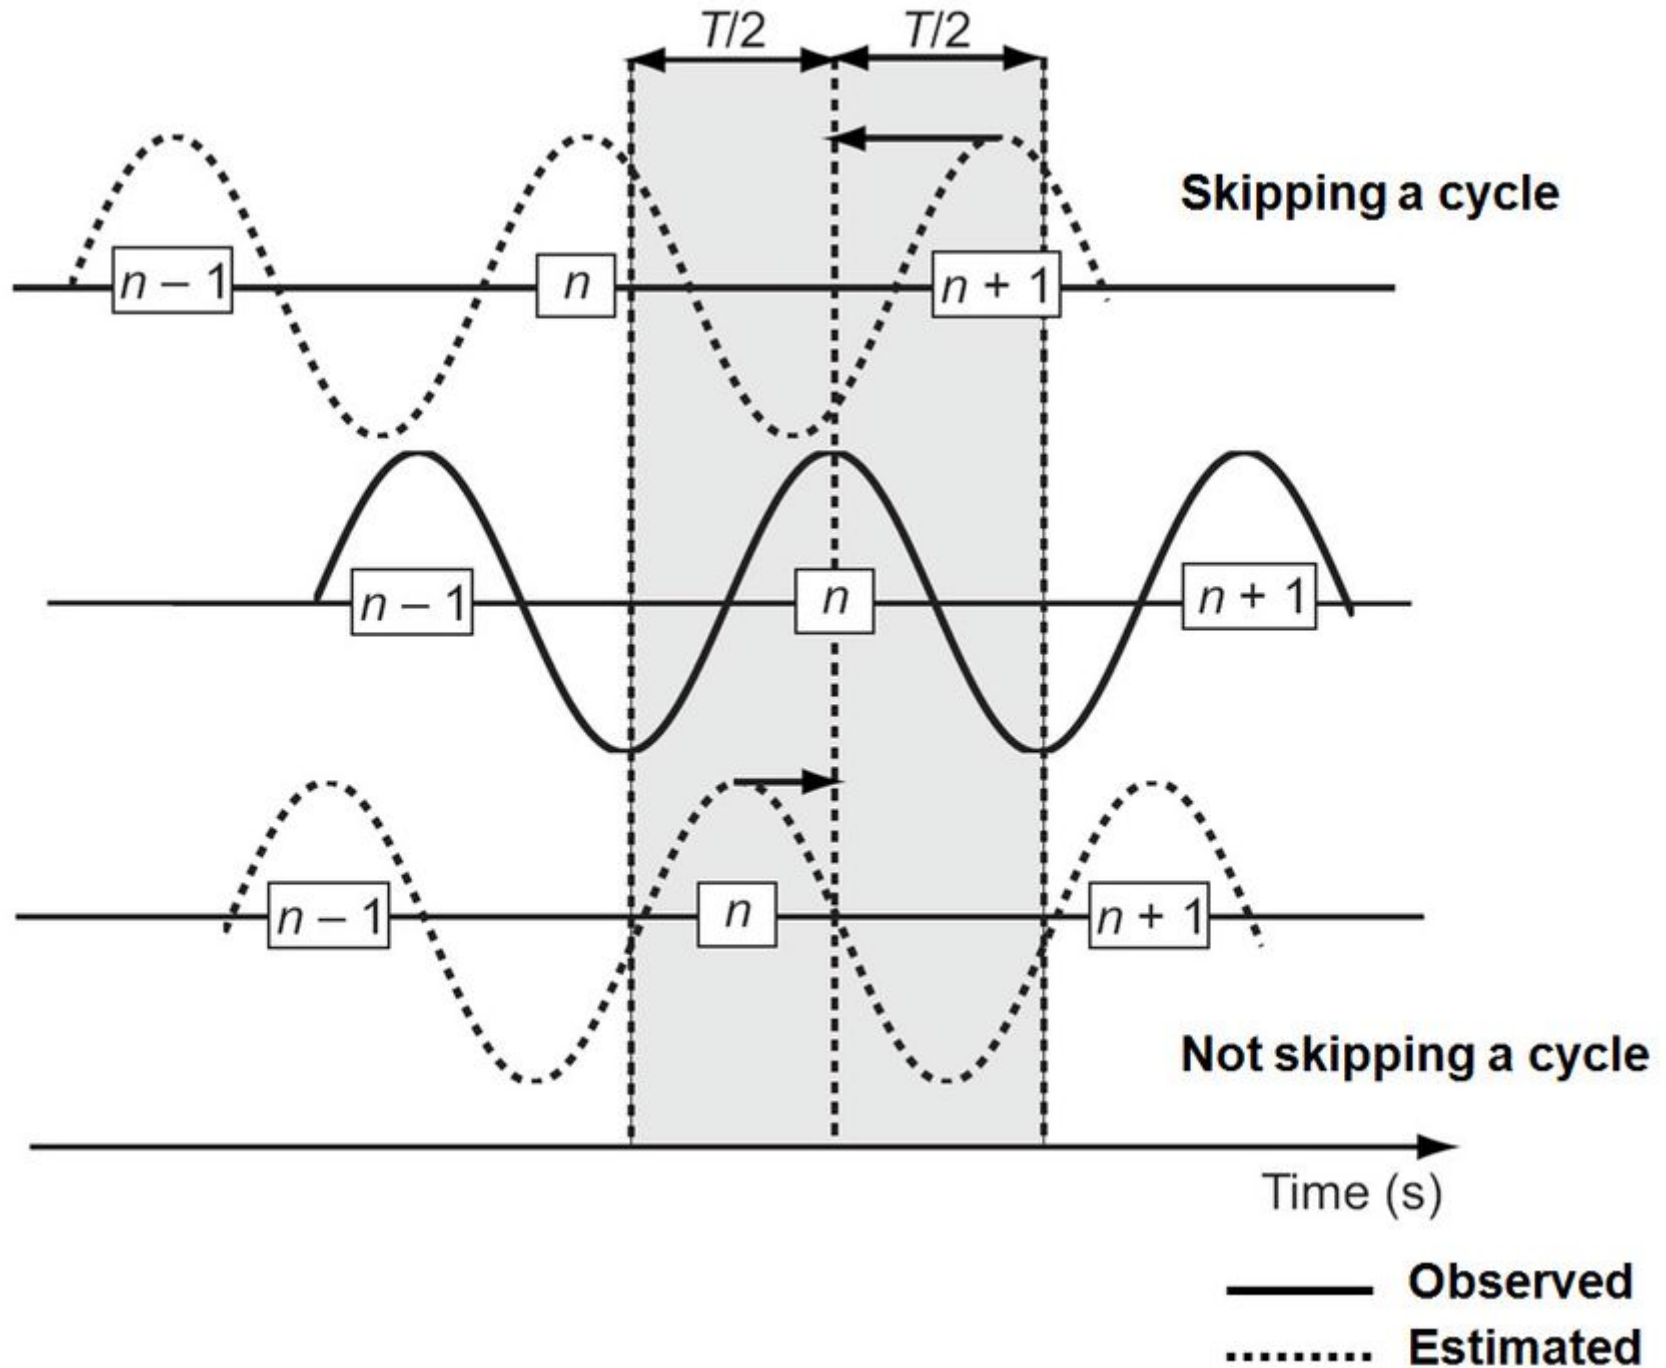 T/2
T/2
Skipping a cycle
n – 1
n
n + 1
n – 1
n
n + 1
n – 1
n
n + 1
Not skipping a cycle
Time (s)
Observed
Estimated